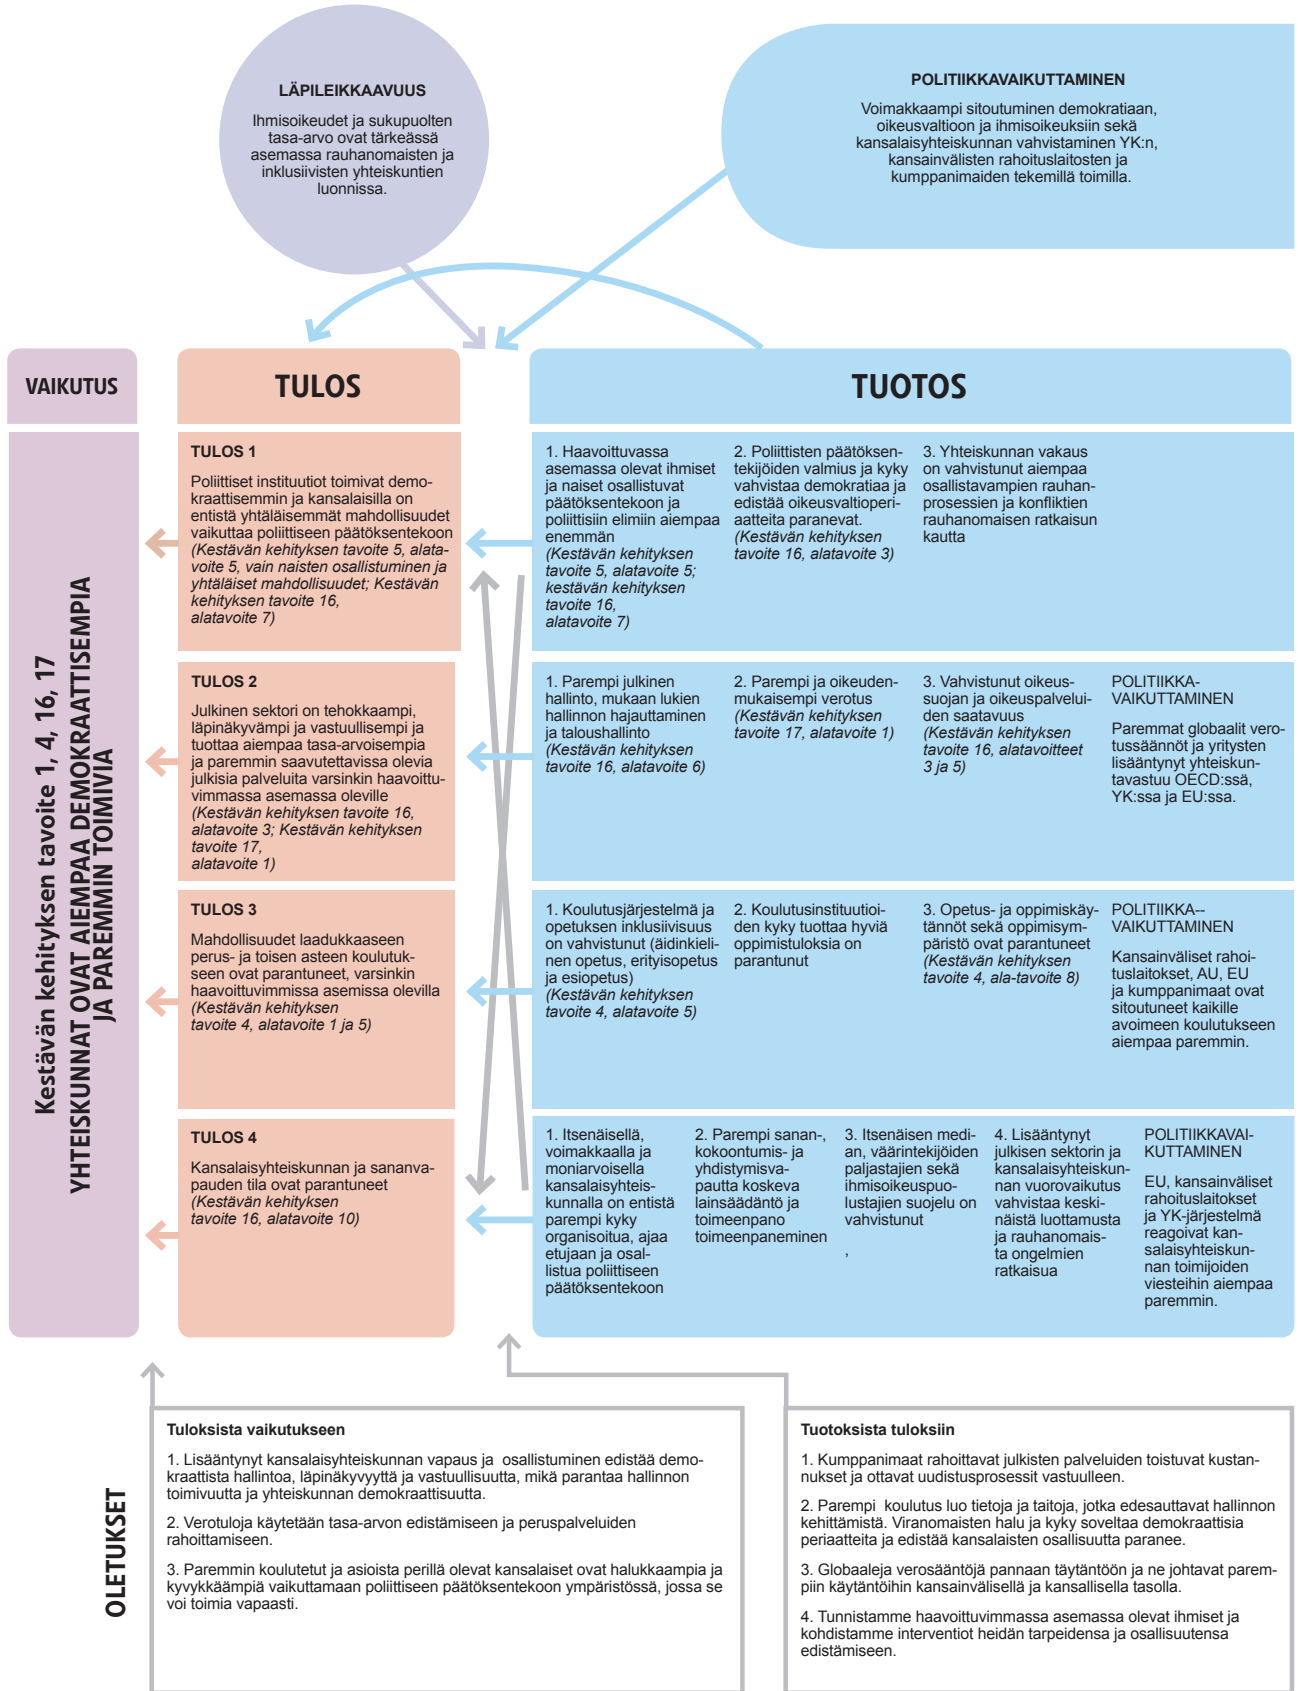 LÄPILEIKKAAVUUS
Ihmisoikeudet ja sukupuolten
tasa-arvo ovat tärkeässä
asemassa rauhanomaisten ja
inklusiivisten yhteiskuntien
luonnissa.
POLITIIKKAVAIKUTTAMINEN
Voimakkaampi sitoutuminen demokratiaan,
oikeusvaltioon ja ihmisoikeuksiin sekä
kansalaisyhteiskunnan vahvistaminen YK:n,
kansainvälisten rahoituslaitosten ja
kumppanimaiden tekemillä toimilla.
VAIKUTUS
TULOS
TUOTOS
Kestävän kehityksen tavoite 1, 4, 16, 17
YHTEISKUNNAT OVAT AIEMPAA DEMOKRAATTISEMPIA
JA PAREMMIN TOIMIVIA
TULOS 1
Poliittiset instituutiot toimivat demo-
kraattisemmin ja kansalaisilla on
entistä yhtäläisemmät mahdollisuudet
vaikuttaa poliittiseen päätöksentekoon
(Kestävän kehityksen tavoite 5, alata-
voite 5, vain naisten osallistuminen ja
yhtäläiset mahdollisuudet; Kestävän
kehityksen tavoite 16,
alatavoite 7)
1. Haavoittuvassa
asemassa olevat ihmiset
ja naiset osallistuvat
päätöksentekoon ja
poliittisiin elimiin aiempaa
enemmän
(Kestävän kehityksen
tavoite 5, alatavoite 5;
kestävän kehityksen
tavoite 16,
alatavoite 7)
2. Poliittisten päätöksen-
tekijöiden valmius ja kyky
vahvistaa demokratiaa ja
edistää oikeusvaltioperi-
aatteita paranevat.
(Kestävän kehityksen
tavoite 16, alatavoite 3)
3. Yhteiskunnan vakaus
on vahvistunut aiempaa
osallistavampien rauhan-
prosessien ja konfliktien
rauhanomaisen ratkaisun
kautta
TULOS 2
Julkinen sektori on tehokkaampi,
läpinäkyvämpi ja vastuullisempi ja
tuottaa aiempaa tasa-arvoisempia
ja paremmin saavutettavissa olevia
julkisia palveluita varsinkin haavoittu-
vimmassa asemassa oleville
(Kestävän kehityksen tavoite 16,
alatavoite 3; Kestävän kehityksen
tavoite 17,
alatavoite 1)
1. Parempi julkinen
hallinto, mukaan lukien
hallinnon hajauttaminen
ja taloushallinto
(Kestävän kehityksen
tavoite 16, alatavoite 6)
2. Parempi ja oikeuden-
mukaisempi verotus
(Kestävän kehityksen
tavoite 17, alatavoite 1)
3. Vahvistunut oikeus-
suojan ja oikeuspalvelui-
den saatavuus
(Kestävän kehityksen
tavoite 16, alatavoitteet
3 ja 5)
POLITIIKKA-
VAIKUTTAMINEN
Paremmat globaalit vero-
tussäännöt ja yritysten
lisääntynyt yhteiskun-
tavastuu OECD:ssä,
YK:ssa ja EU:ssa.
TULOS 3
Mahdollisuudet laadukkaaseen
perus- ja toisen asteen koulutuk-
seen ovat parantuneet, varsinkin
haavoittuvimmissa asemissa olevilla
(Kestävän kehityksen
tavoite 4, alatavoite 1 ja 5)
1. Koulutusjärjestelmä ja
opetuksen inklusiivisuus
on vahvistunut (äidinkieli-
nen opetus, erityisopetus
ja esiopetus)
(Kestävän kehityksen
tavoite 4, alatavoite 5)
2. Koulutusinstituutioi-
den kyky tuottaa hyviä
oppimistuloksia on
parantunut
3. Opetus- ja oppimiskäy-
tännöt sekä oppimisym-
päristö ovat parantuneet
(Kestävän kehityksen
tavoite 4, ala-tavoite 8)
POLITIIKKA--
VAIKUTTAMINEN
Kansainväliset rahoi-
tuslaitokset, AU, EU
ja kumppanimaat ovat
sitoutuneet kaikille
avoimeen koulutukseen
aiempaa paremmin.
TULOS 4
Kansalaisyhteiskunnan ja sananva-
pauden tila ovat parantuneet
(Kestävän kehityksen
tavoite 16, alatavoite 10)
1. Itsenäisellä,
voimakkaalla ja
moniarvoisella
kansalaisyhteis-
kunnalla on entistä
parempi kyky
organisoitua, ajaa
etujaan ja osal-
listua poliittiseen
päätöksentekoon
2. Parempi sanan-,
kokoontumis- ja
yhdistymisva-
pautta koskeva
lainsäädäntö ja
toimeenpano
toimeenpaneminen
3. Itsenäisen medi-
an, väärintekijöiden
paljastajien sekä
ihmisoikeuspuo-
lustajien suojelu on
vahvistunut
,
4. Lisääntynyt
julkisen sektorin ja
kansalaisyhteiskun-
nan vuorovaikutus
vahvistaa keski-
näistä luottamusta
ja rauhanomais-
ta ongelmien
ratkaisua
POLITIIKKAVAI-
KUTTAMINEN
EU, kansainväliset
rahoituslaitokset
ja YK-järjestelmä
reagoivat kan-
salaisyhteiskun-
nan toimijoiden
viesteihin aiempaa
paremmin.
OLETUKSET
Tuloksista vaikutukseen
1. Lisääntynyt kansalaisyhteiskunnan vapaus ja osallistuminen edistää demo-
kraattista hallintoa, läpinäkyvyyttä ja vastuullisuutta, mikä parantaa hallinnon
toimivuutta ja yhteiskunnan demokraattisuutta.
2. Verotuloja käytetään tasa-arvon edistämiseen ja peruspalveluiden
rahoittamiseen.
3. Paremmin koulutetut ja asioista perillä olevat kansalaiset ovat halukkaampia ja
kyvykkäämpiä vaikuttamaan poliittiseen päätöksentekoon ympäristössä, jossa se
voi toimia vapaasti.
Tuotoksista tuloksiin
1. Kumppanimaat rahoittavat julkisten palveluiden toistuvat kustan-
nukset ja ottavat uudistusprosessit vastuulleen.
2. Parempi koulutus luo tietoja ja taitoja, jotka edesauttavat hallinnon
kehittämistä. Viranomaisten halu ja kyky soveltaa demokraattisia
periaatteita ja edistää kansalaisten osallisuutta paranee.
3. Globaaleja verosääntöjä pannaan täytäntöön ja ne johtavat parem-
piin käytäntöihin kansainvälisellä ja kansallisella tasolla.
4. Tunnistamme haavoittuvimmassa asemassa olevat ihmiset ja
kohdistamme interventiot heidän tarpeidensa ja osallisuutensa
edistämiseen.